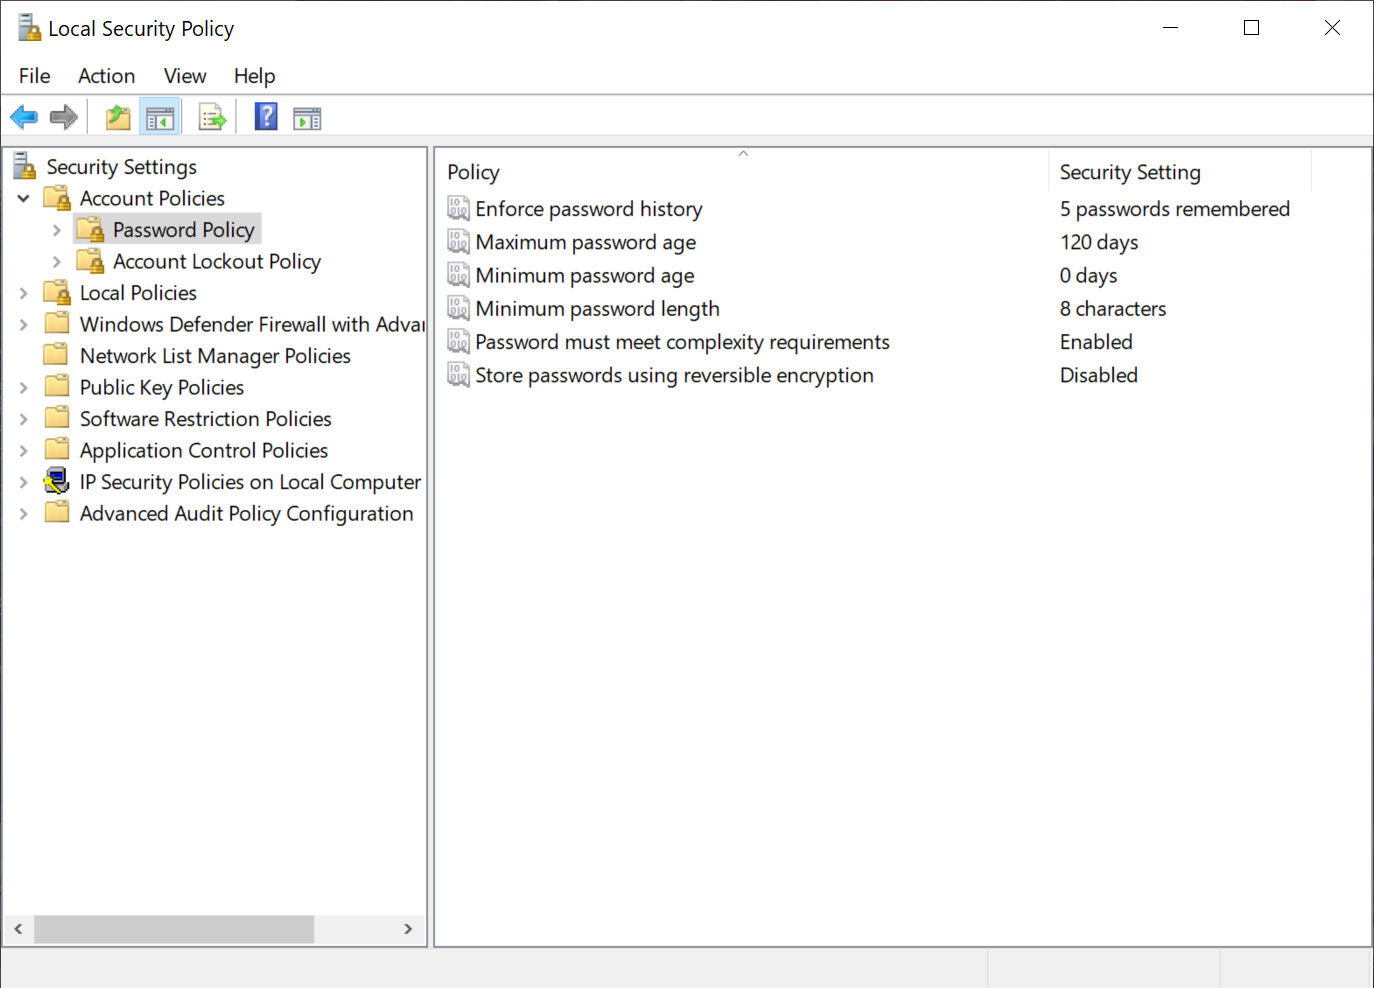 Local Security Policy
File Action View Help
Security Settings
Account Policies
Password Policy
Account Lockout Policy
Local Policies
Windows Defender Firewall with Advan
Network List Manager Policies
Public Key Policies
Software Restriction Policies
Application Control Policies
IP Security Policies on Local Computer
Advanced Audit Policy Configuration
Policy Security Setting
Enforce password history 5 passwords remembered
Maximum password age 120 days
Minimum password age 0 days
Minimum password length 8 characters
Password must meet complexity requirements Enabled
Store passwords using reversible encryption Disabled